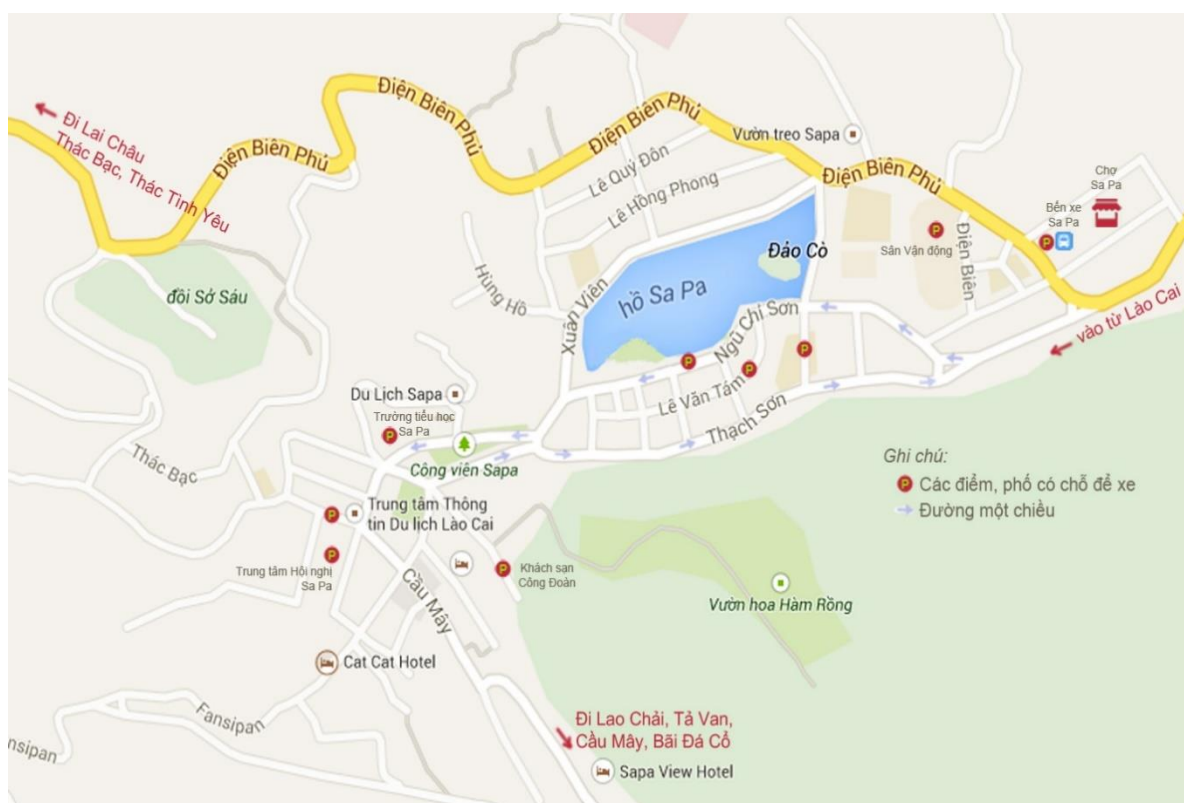 Điện Biên Phủ
Điện Biên Phủ
Điện Biên Phủ
Vườn treo Sapa
Đi Lai Châu
Thác Bạc, Thác Tình Yêu
Điện Biên Phủ
Lê Quý Đôn
Lê Hồng Phong
Chợ
Sa Pa
Bến xe
Sa Pa
Điện Biên
Sân Vận động
Đảo Cò
hồ Sa Pa
Hùng Hồ
đồi Sở Sáu
Xuân Viên
Ngũ Chỉ Sơn
vào từ Lào Cai
Du Lịch Sapa
Lê Văn Tám
Thạch Sơn
Trường tiểu học
Sa Pa
Công viên Sapa
Thác Bạc
Ghi chú:
P Các điểm, phố có chỗ để xe
Đường một chiều
Trung tâm Thông
tin Du lịch Lào Cai
Trung tâm Hội nghị
Sa Pa
Khách sạn
Công Đoàn
Cầu Mây
Vườn hoa Hàm Rồng
Cat Cat Hotel
Fansipan
Fansipan
Đi Lao Chải, Tả Van,
Cầu Mây, Bãi Đá Cổ
Sapa View Hotel